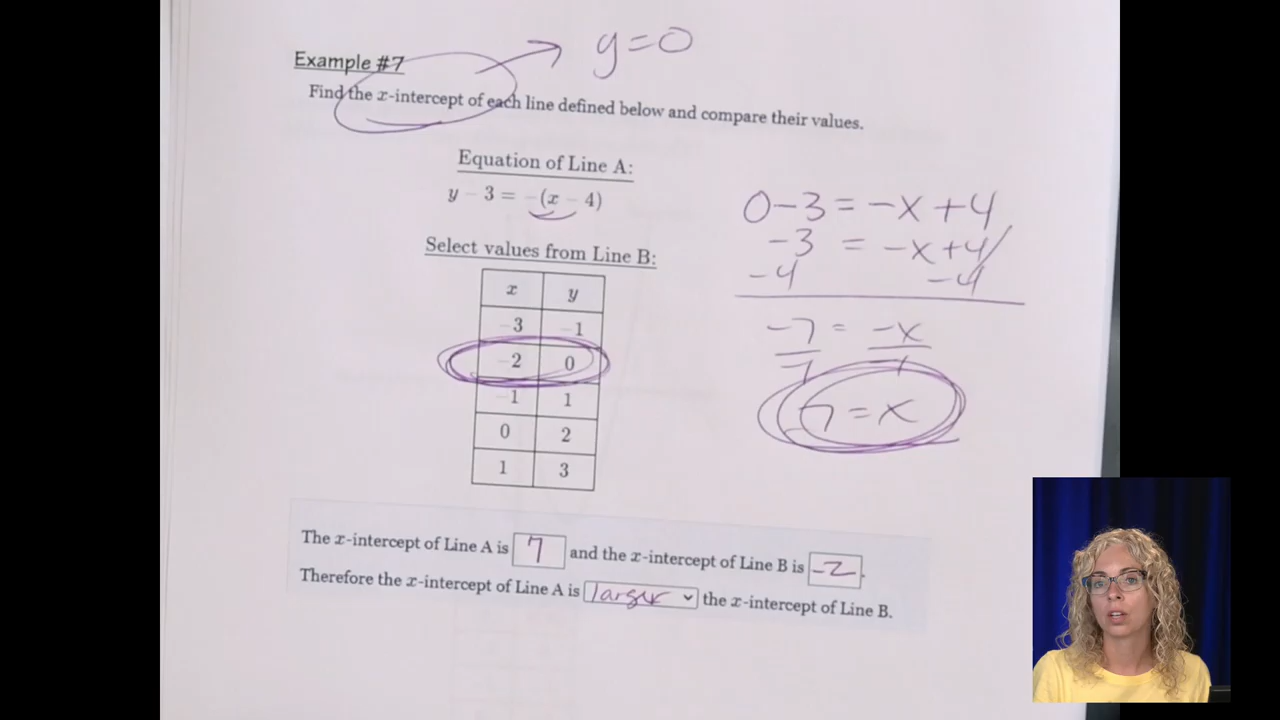 y=0
Example #7
Find the x-intercept of each line defined below and compare their values.
Equation of Line A:
y − 3 = −(x − 4)
Select values from Line B:
x y
−3 −1
−2 0
−1 1
0 2
1 3
0−3 = −x+4
−3 = −x+4
−4 −4
−7 = −x
−1 −1
7 = x
The x-intercept of Line A is 7 and the x-intercept of Line B is −2.
Therefore the x-intercept of Line A is larger the x-intercept of Line B.